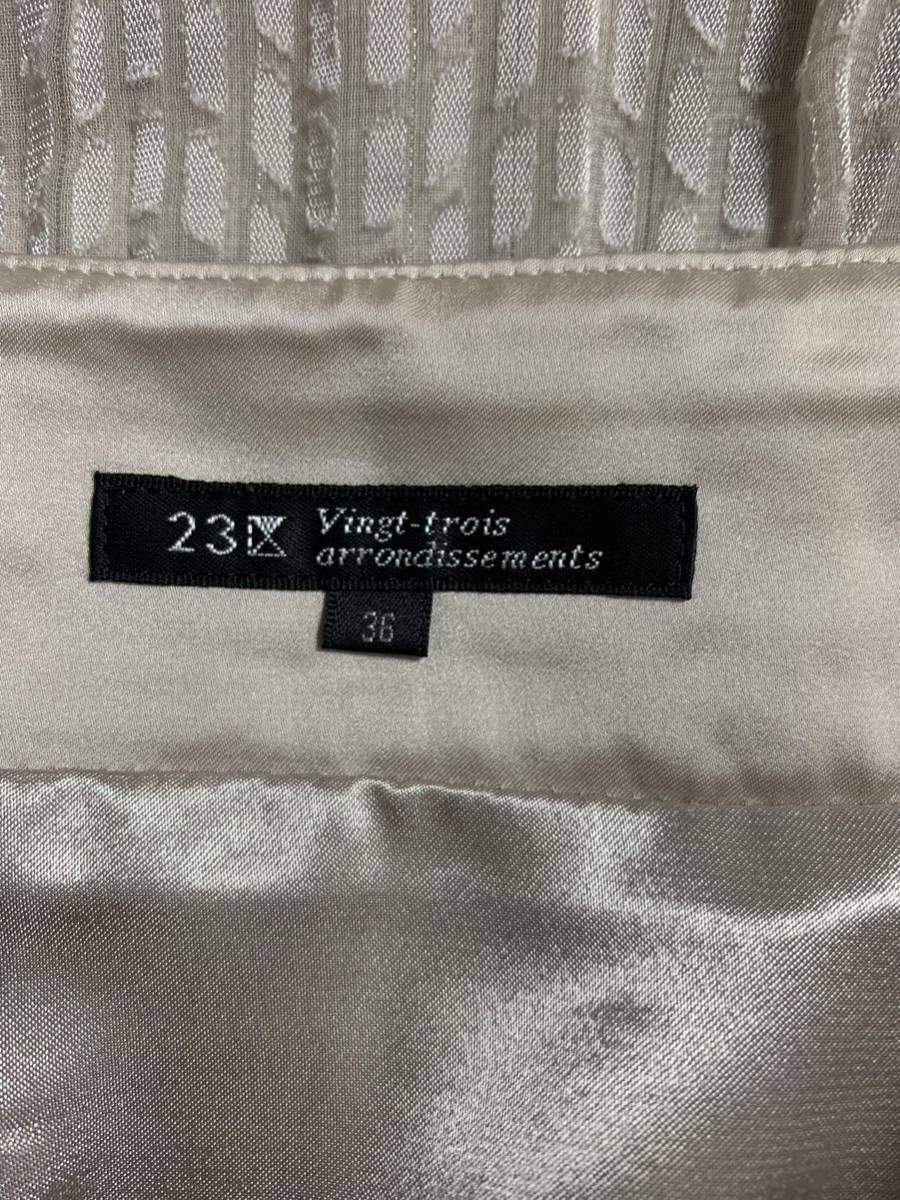 23区 Vingt-trois
arrondissements
36